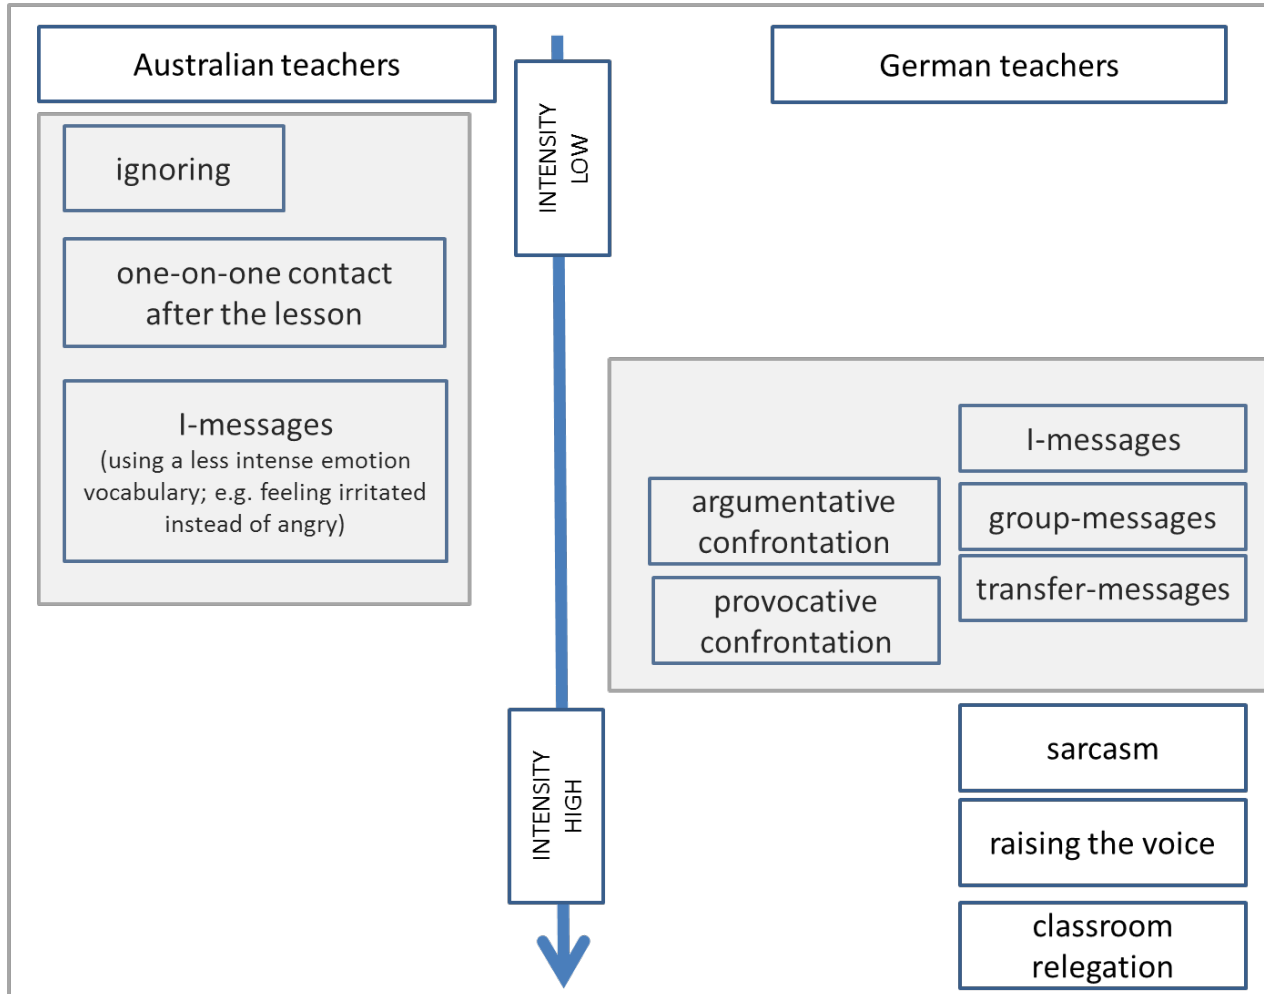 Australian teachers
German teachers
INTENSITY
LOW
ignoring
one-on-one contact
after the lesson
I-messages
(using a less intense emotion
vocabulary; e.g. feeling irritated
instead of angry)
I-messages
argumentative
confrontation
group-messages
provocative
confrontation
transfer-messages
INTENSITY
HIGH
sarcasm
raising the voice
classroom
relegation